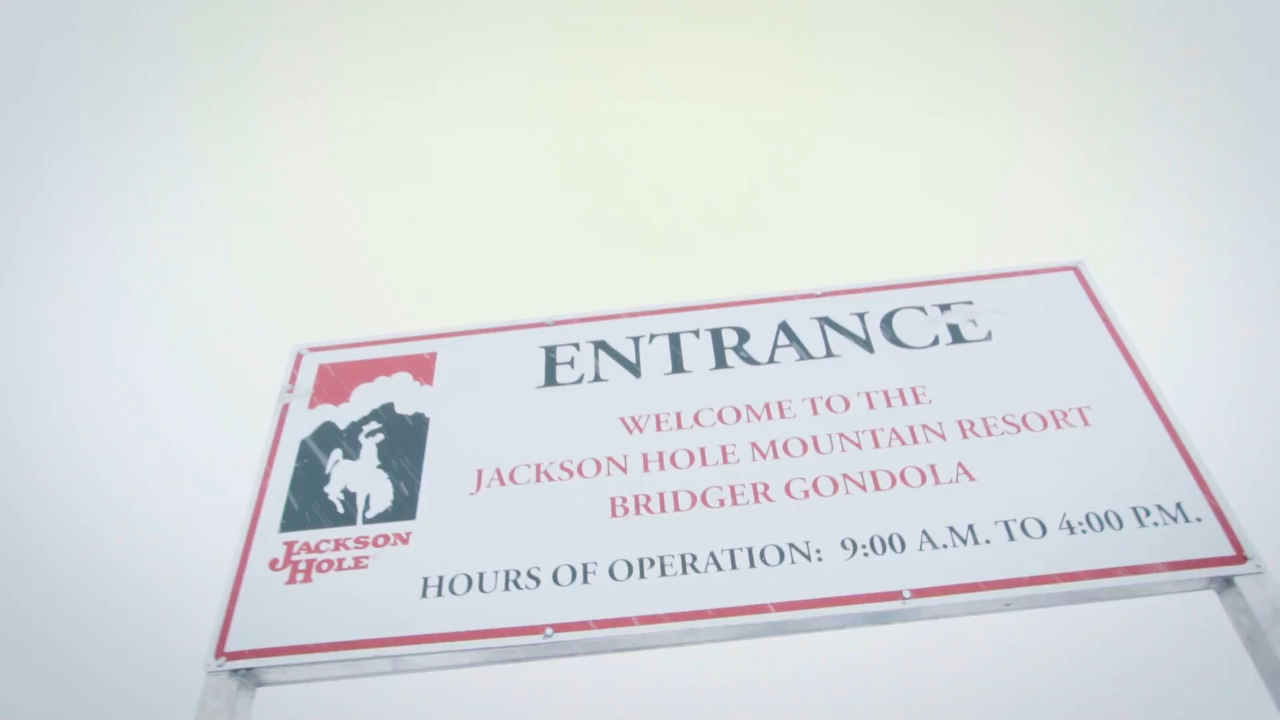 ENTRANCE
WELCOME TO THE
JACKSON HOLE MOUNTAIN RESORT
BRIDGER GONDOLA
HOURS OF OPERATION: 9:00 A.M. TO 4:00 P.M.
JACKSON
HOLE